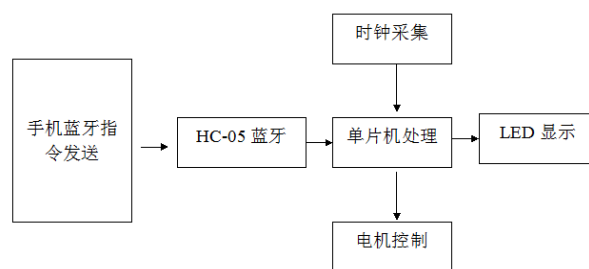 时钟采集
手机蓝牙指
令发送
HC-05 蓝牙
单片机处理
LED 显示
电机控制